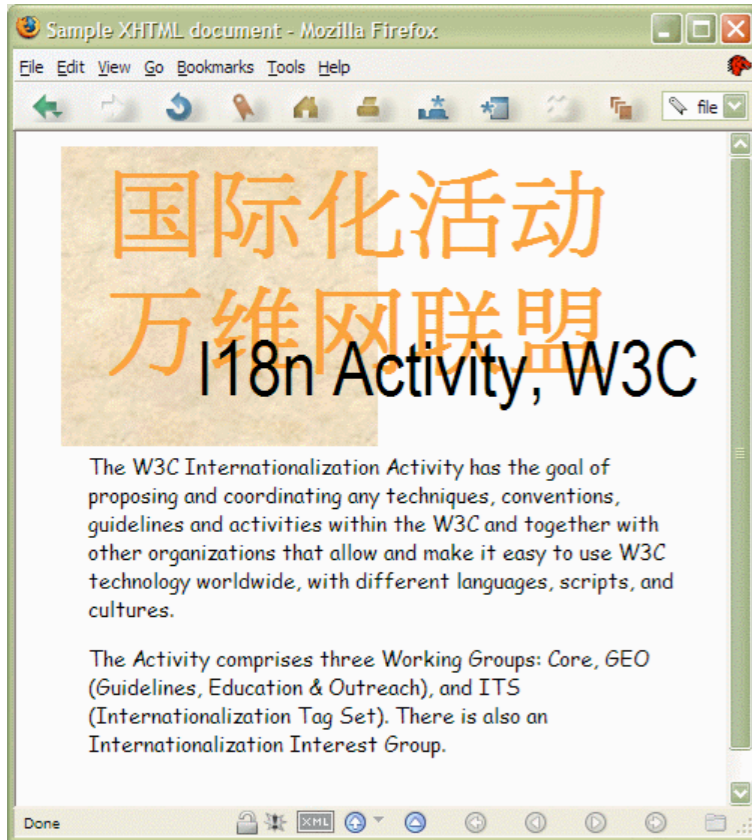 Sample XHTML document - Mozilla Firefox
File Edit View Go Bookmarks Tools Help
file
国际化活动
万维网联盟
I18n Activity, W3C
The W3C Internationalization Activity has the goal of
proposing and coordinating any techniques, conventions,
guidelines and activities within the W3C and together with
other organizations that allow and make it easy to use W3C
technology worldwide, with different languages, scripts, and
cultures.
The Activity comprises three Working Groups: Core, GEO
(Guidelines, Education & Outreach), and ITS
(Internationalization Tag Set). There is also an
Internationalization Interest Group.
Done XML